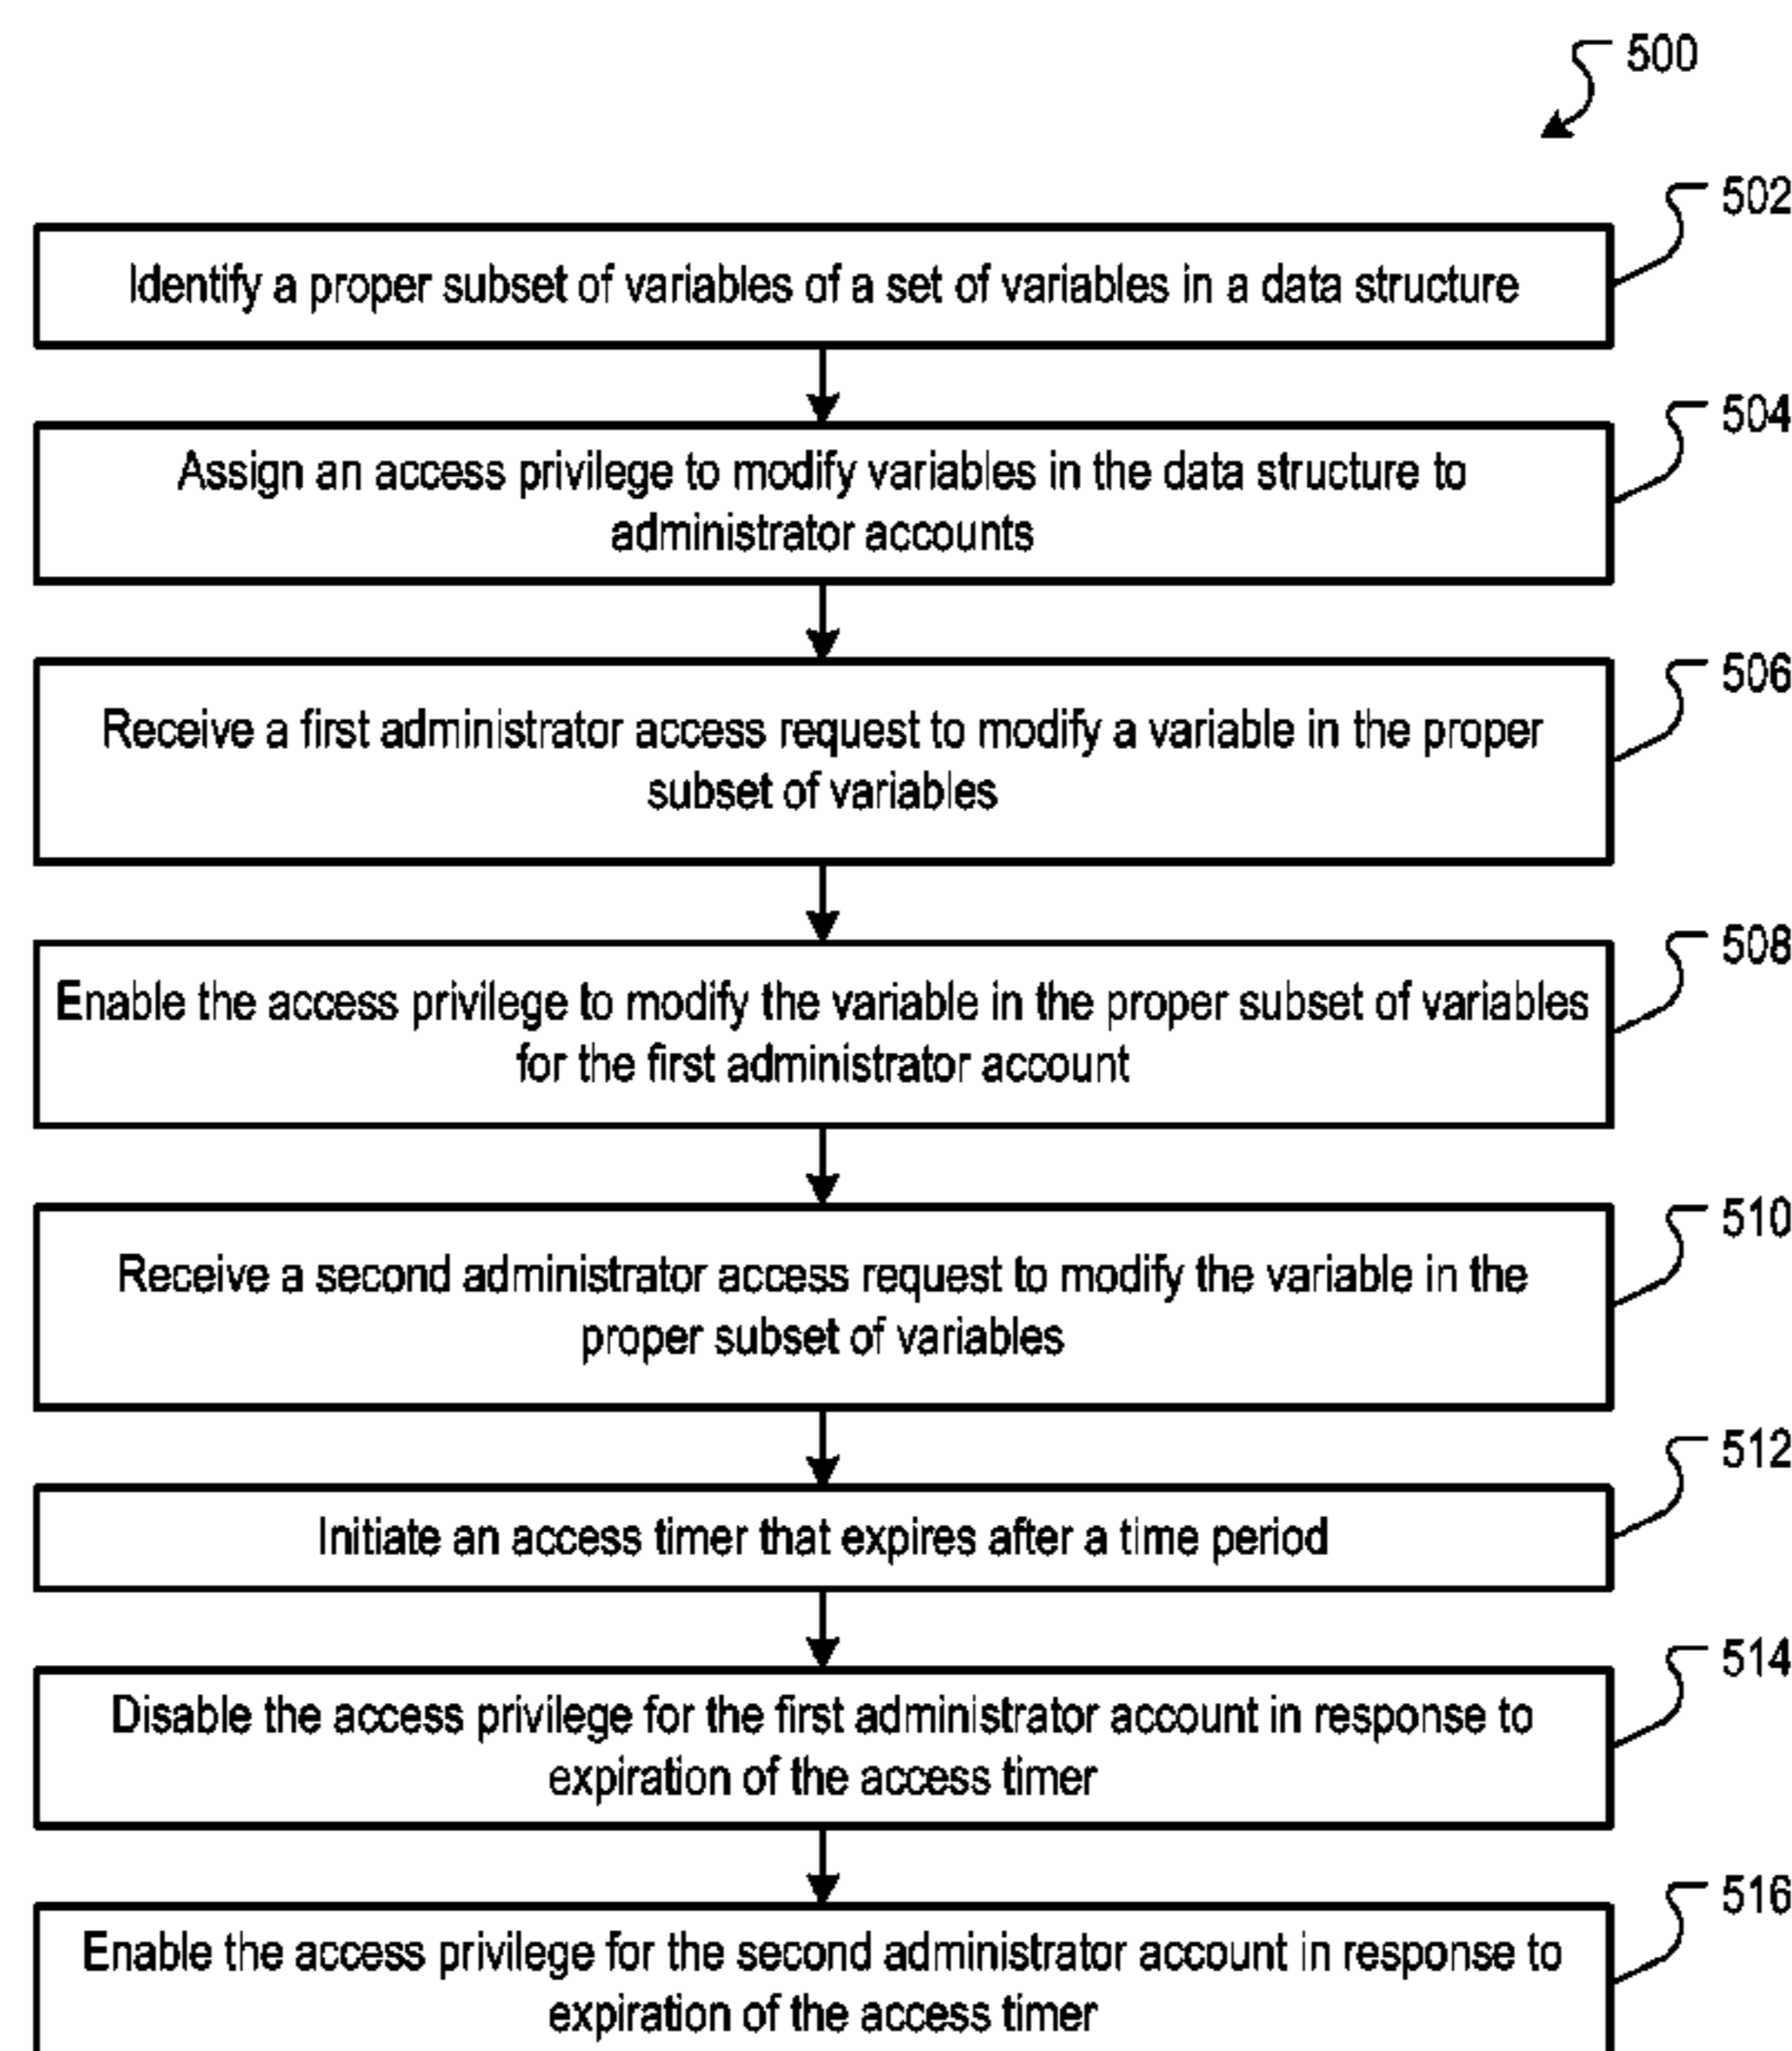 500
502
Identify a proper subset of variables of a set of variables in a data structure
504
Assign an access privilege to modify variables in the data structure to
administrator accounts
506
Receive a first administrator access request to modify a variable in the proper
subset of variables
508
Enable the access privilege to modify the variable in the proper subset of variables
for the first administrator account
510
Receive a second administrator access request to modify the variable in the
proper subset of variables
512
Initiate an access timer that expires after a time period
514
Disable the access privilege for the first administrator account in response to
expiration of the access timer
516
Enable the access privilege for the second administrator account in response to
expiration of the access timer